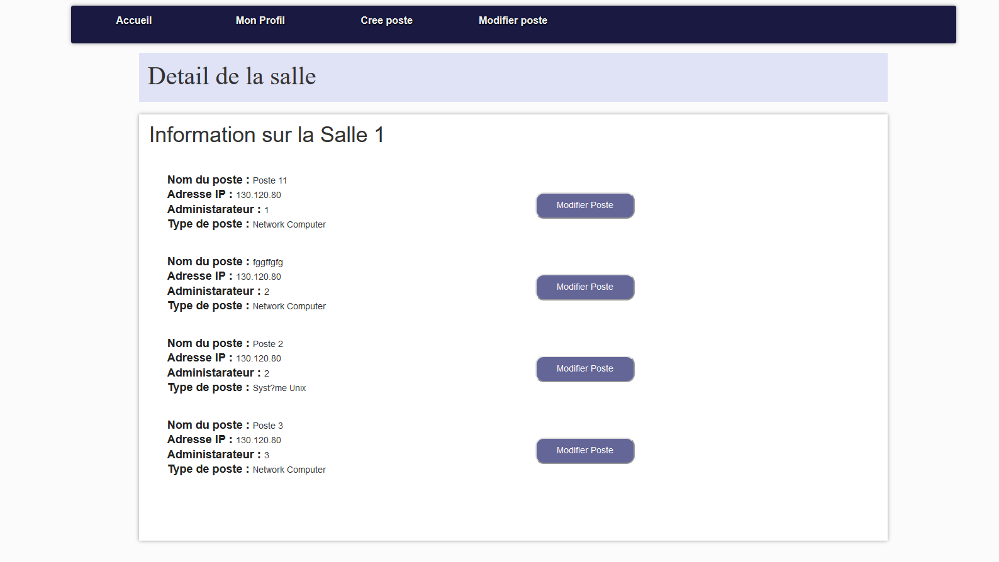 Accueil Mon Profil Cree poste Modifier poste
Detail de la salle
Information sur la Salle 1
Nom du poste : Poste 11
Adresse IP : 130.120.80
Administarateur : 1
Type de poste : Network Computer
Modifier Poste
Nom du poste : fggffgfg
Adresse IP : 130.120.80
Administarateur : 2
Type de poste : Network Computer
Modifier Poste
Nom du poste : Poste 2
Adresse IP : 130.120.80
Administarateur : 2
Type de poste : Syst?me Unix
Modifier Poste
Nom du poste : Poste 3
Adresse IP : 130.120.80
Administarateur : 3
Type de poste : Network Computer
Modifier Poste